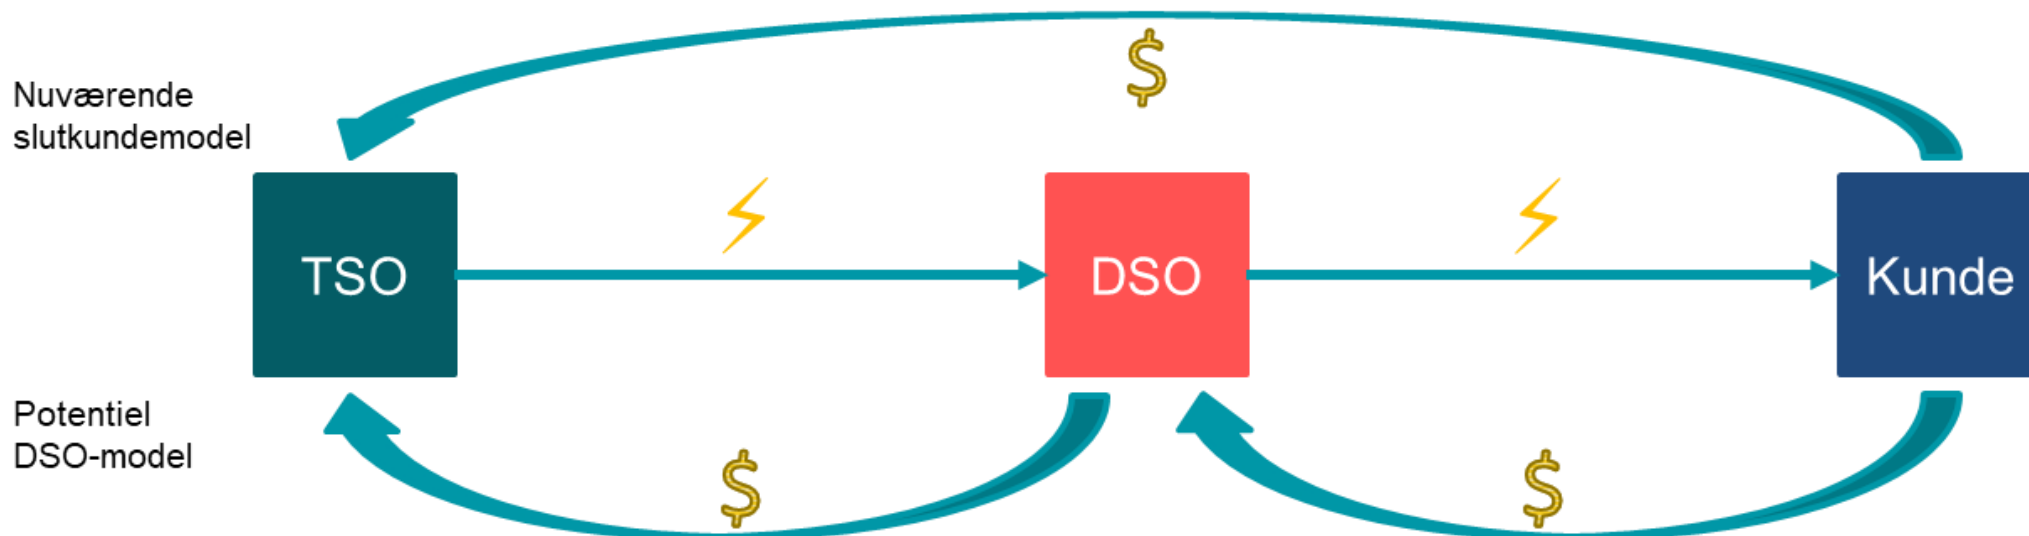 Nuværende
slutkundemodel
$
TSO
DSO
Kunde
Potentiel
DSO-model
$
$